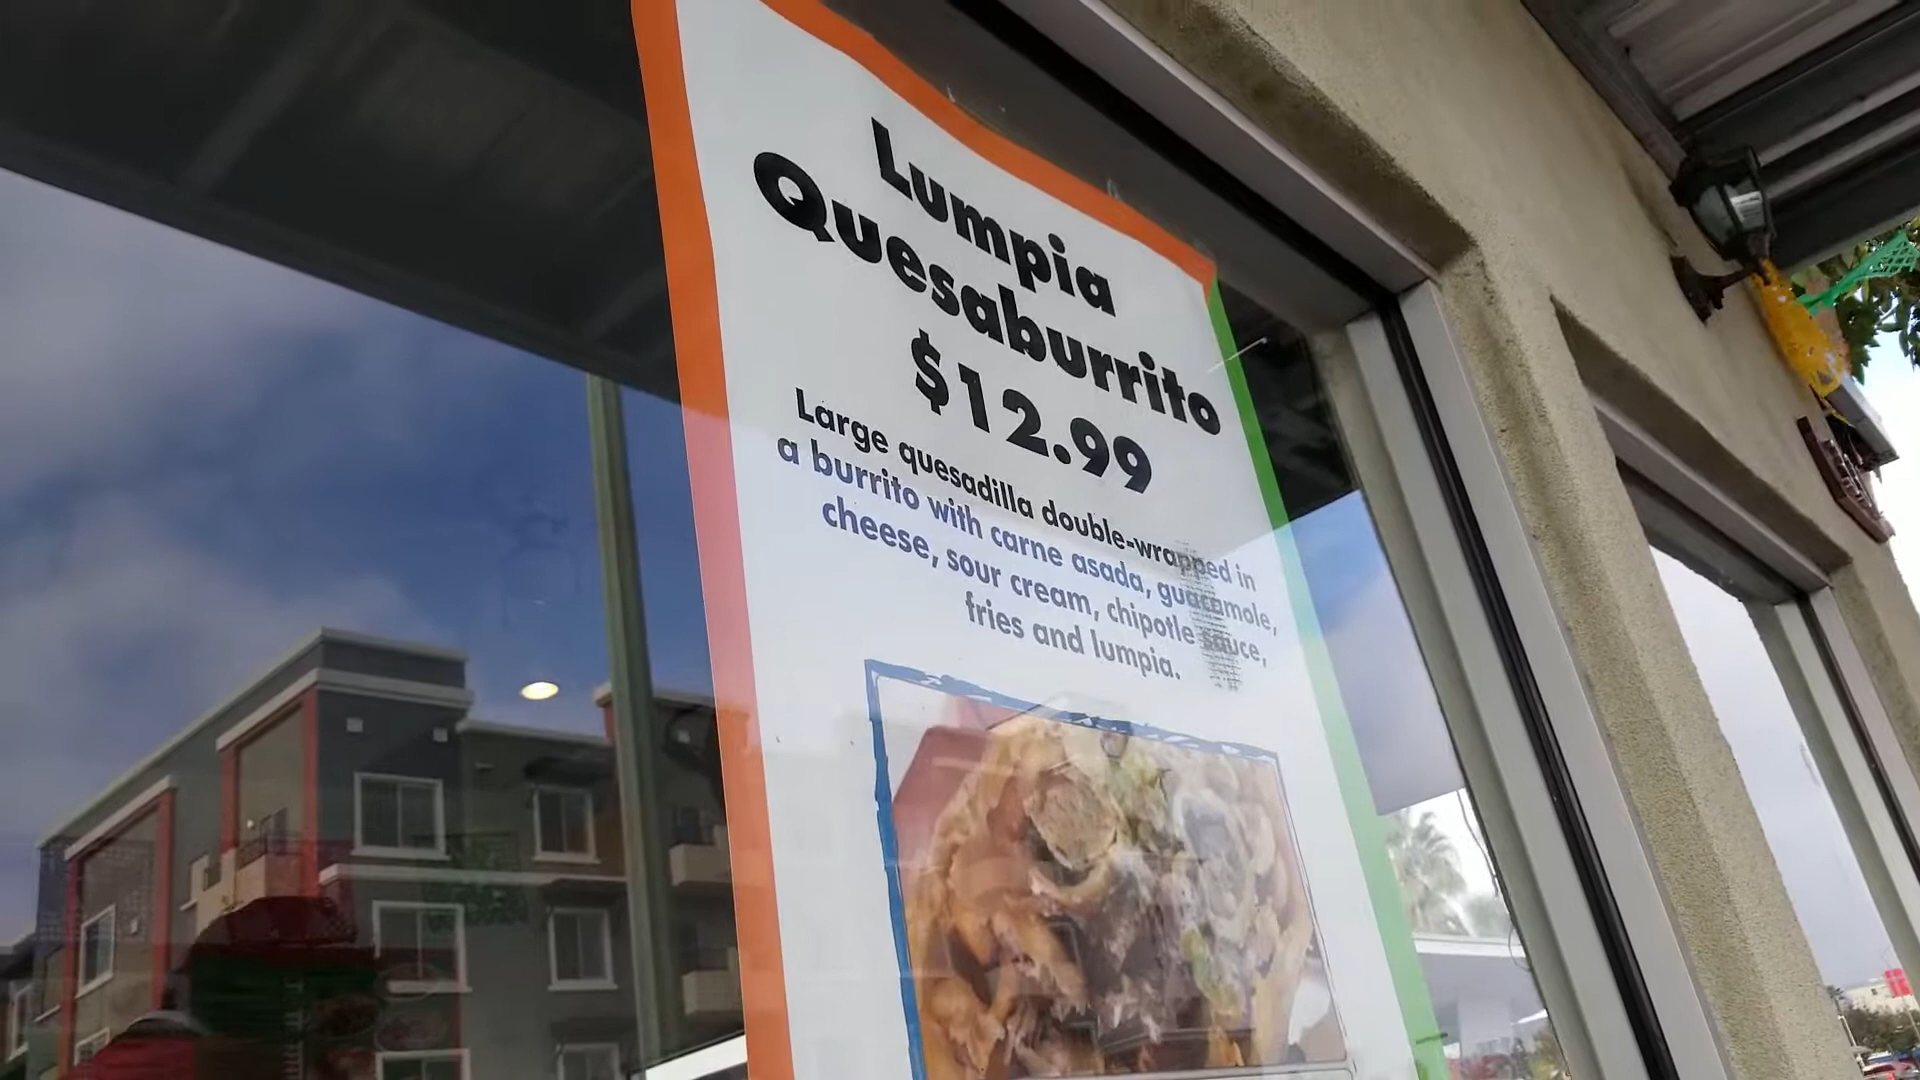 Lumpia
Quesaburrito
$12.99
Large quesadilla double-wrapped in
a burrito with carne asada, guacamole,
cheese, sour cream, chipotle sauce,
fries and lumpia.